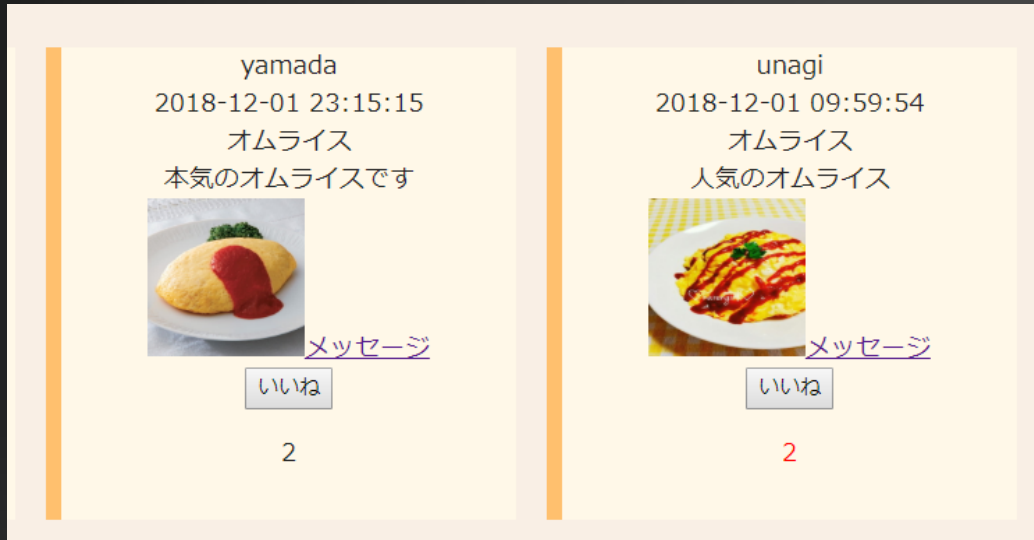 yamada
2018-12-01 23:15:15
オムライス
本気のオムライスです
メッセージ
いいね
2
unagi
2018-12-01 09:59:54
オムライス
人気のオムライス
メッセージ
いいね
2